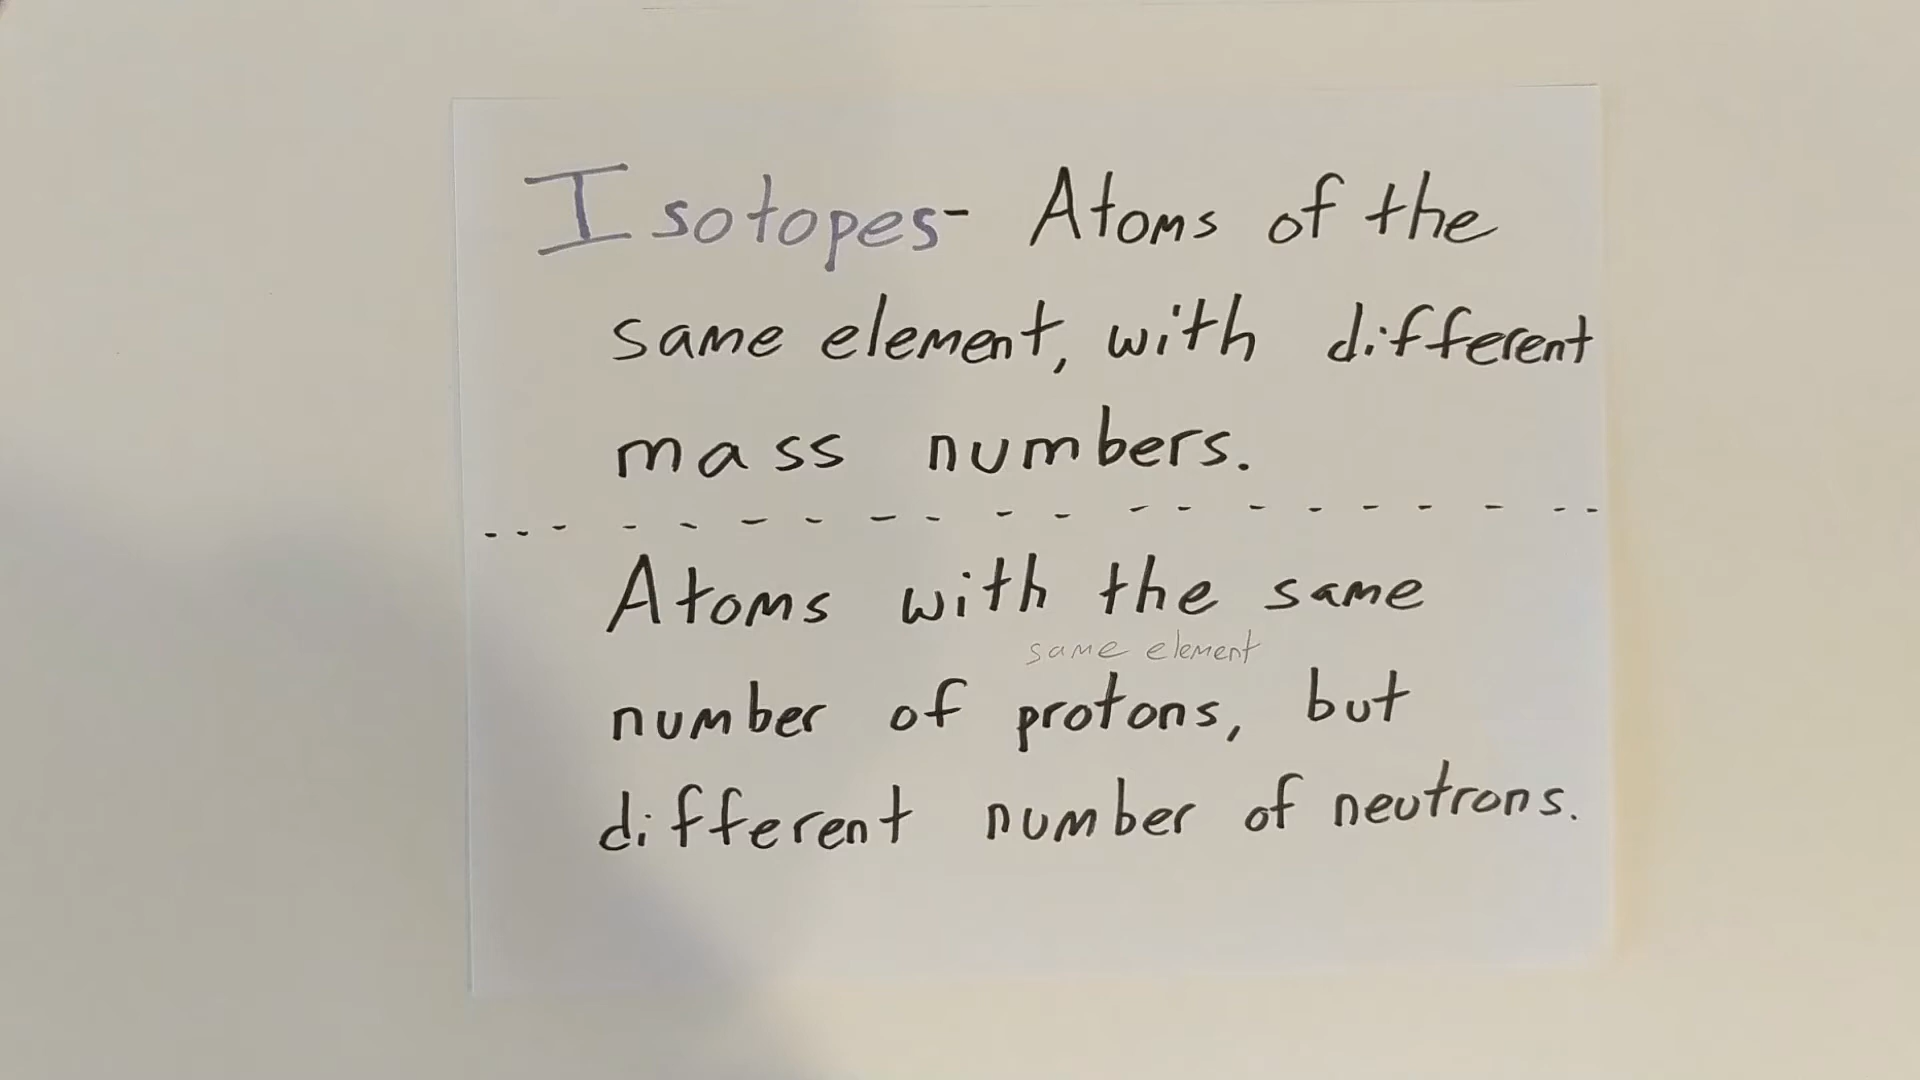 Isotopes- Atoms of the
same element, with different
mass numbers.
Atoms with the same
same element
number of protons, but
different number of neutrons.